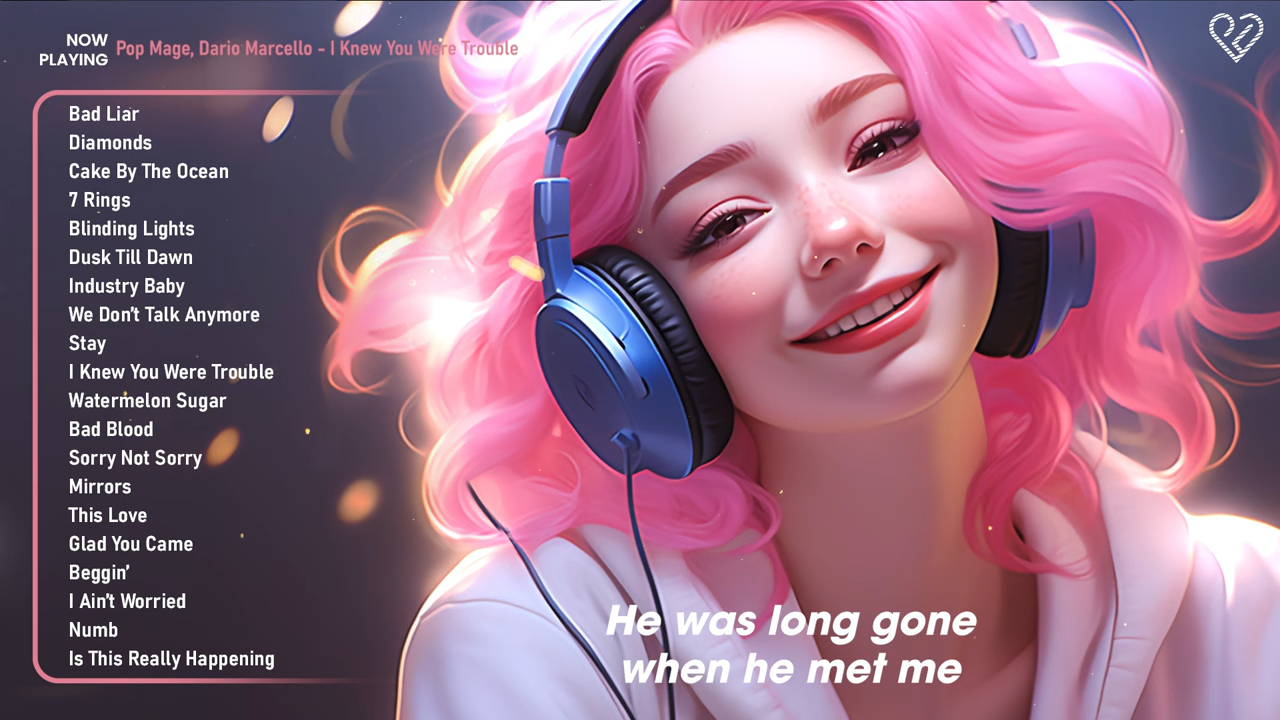 NOW
PLAYING
Pop Mage, Dario Marcello - I Knew You Were Trouble
Bad Liar
Diamonds
Cake By The Ocean
7 Rings
Blinding Lights
Dusk Till Dawn
Industry Baby
We Don't Talk Anymore
Stay
I Knew You Were Trouble
Watermelon Sugar
Bad Blood
Sorry Not Sorry
Mirrors
This Love
Glad You Came
Beggin'
I Ain't Worried
Numb
Is This Really Happening
He was long gone
when he met me